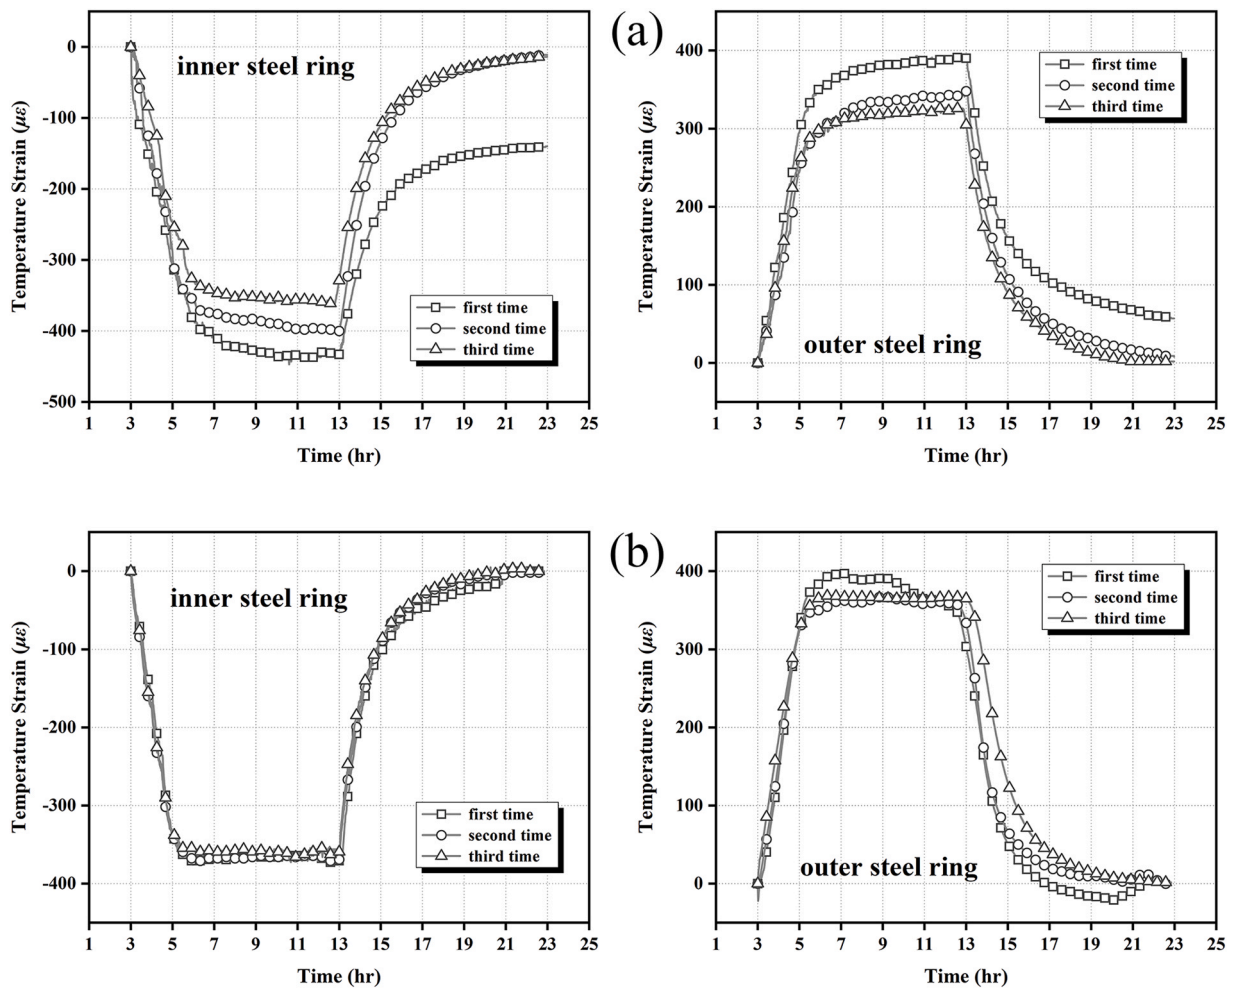 (a)
inner steel ring
first time
second time
third time
0
-100
-200
-300
-400
-500
1 3 5 7 9 11 13 15 17 19 21 23 25
Temperature Strain (με)
Time (hr)
outer steel ring
first time
second time
third time
400
300
200
100
0
1 3 5 7 9 11 13 15 17 19 21 23 25
Temperature Strain (με)
Time (hr)
(b)
inner steel ring
first time
second time
third time
0
-100
-200
-300
-400
1 3 5 7 9 11 13 15 17 19 21 23 25
Temperature Strain (με)
Time (hr)
outer steel ring
first time
second time
third time
400
300
200
100
0
1 3 5 7 9 11 13 15 17 19 21 23 25
Temperature Strain (με)
Time (hr)